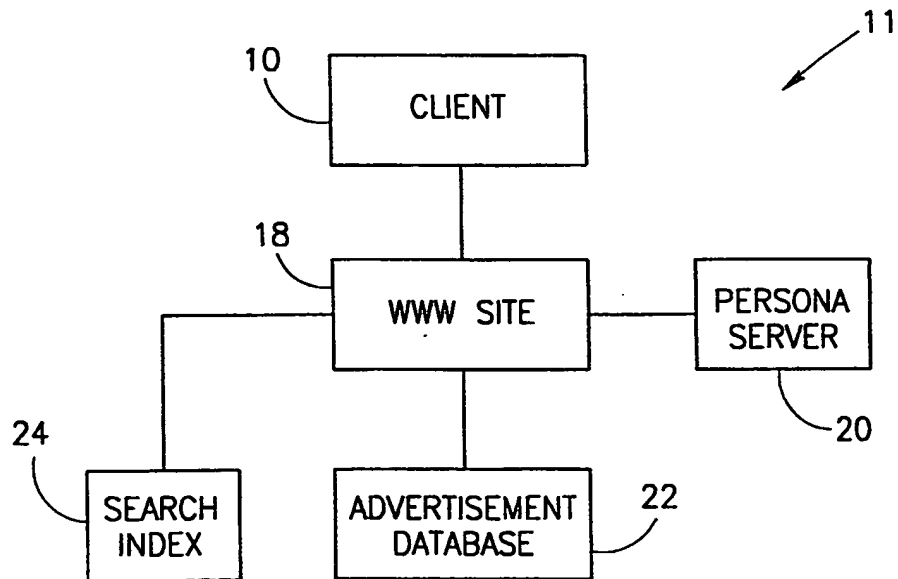 11
10
CLIENT
18
WWW SITE
PERSONA
SERVER
20
24
SEARCH
INDEX
ADVERTISEMENT
DATABASE
22